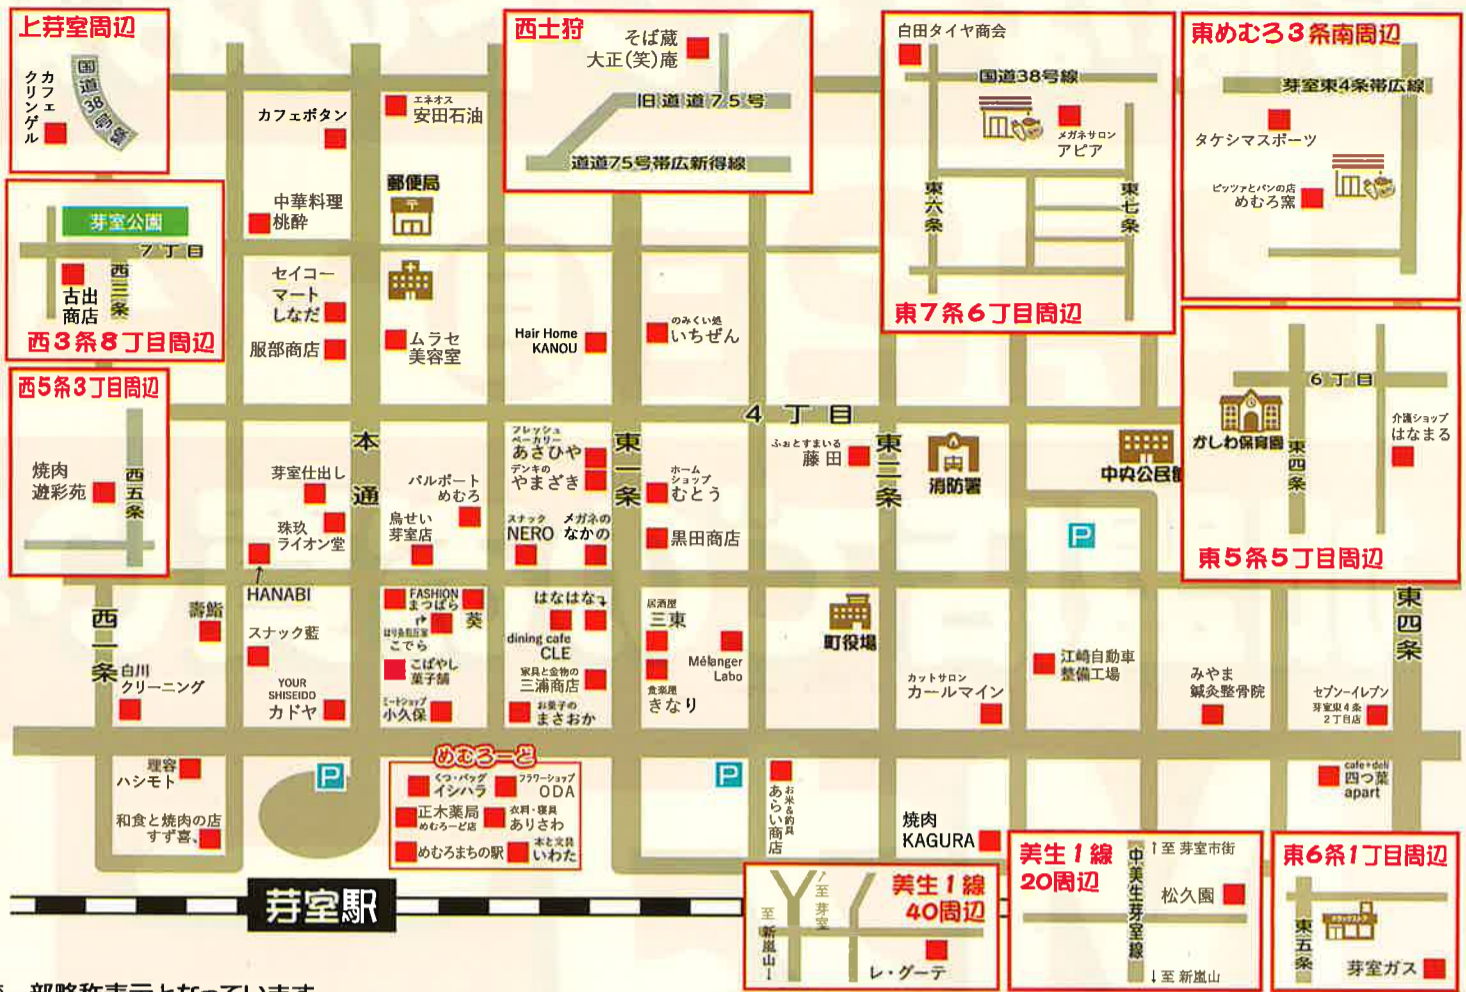 上芽室周辺
国道38号線
カフェ
クリンゲル
カフェボタン
エネオス
安田石油
中華料理
桃酔
郵便局
西士狩
そば蔵
大正(笑)庵
旧道道75号
道道75号帯広新得線
白田タイヤ商会
国道38号線
メガネサロン
アピア
東六条
東七条
東7条6丁目周辺
東めむろ3条南周辺
芽室東4条帯広線
タケシマスポーツ
ピッツァとパンの店
めむろ窯
芽室公園
7丁目
西三条
古出
商店
西3条8丁目周辺
セイコー
マート
しなだ
服部商店
ムラセ
美容室
Hair Home
KANOU
のみくい処
いちぜん
西5条3丁目周辺
焼肉
遊彩苑
西五条
6丁目
かしわ保育園
東四条
介護ショップ
はなまる
東5条5丁目周辺
4丁目
本通
東一条
東三条
芽室仕出し
珠玖
ライオン堂
HANABI
パルポート
めむろ
鳥せい
芽室店
フレッシュ
ベーカリー
あさひや
デンキの
やまざき
スナック
NERO
メガネの
なかの
ホーム
ショップ
むとう
黒田商店
ふぉとすまいる
藤田
消防署
中央公民館
P
西一条
東四条
壽鮨
スナック藍
白川
クリーニング
YOUR
SHISEIDO
カドヤ
FASHION
まつばら
葵
はり灸指圧室
こでら
こばやし
菓子舗
ミートショップ
小久保
はなはな
dining cafe
CLE
家具と金物の
三浦商店
お菓子の
まさおか
居酒屋
三東
Mélanger
Labo
食楽屋
きなり
町役場
カットサロン
カールマイン
江崎自動車
整備工場
みやま
鍼灸整骨院
セブン-イレブン
芽室東4条
2丁目店
理容
ハシモト
和食と焼肉の店
すず喜、
P
めむろーど
くつ・バッグ
イシハラ
フラワーショップ
ODA
正木薬局
めむろーど店
衣料・寝具
ありさわ
めむろまちの駅
本と文具
いわた
P
お米&釣具
あらい商店
焼肉
KAGURA
cafe+deli
四つ葉
apart
芽室駅
美生1線
40周辺
至 芽室
至 新嵐山
レ・グーテ
美生1線
20周辺
中美生芽室線
↑至 芽室市街
松久園
↓至 新嵐山
東6条1丁目周辺
東五条
ドラッグストア
芽室ガス
部略称表示となっています